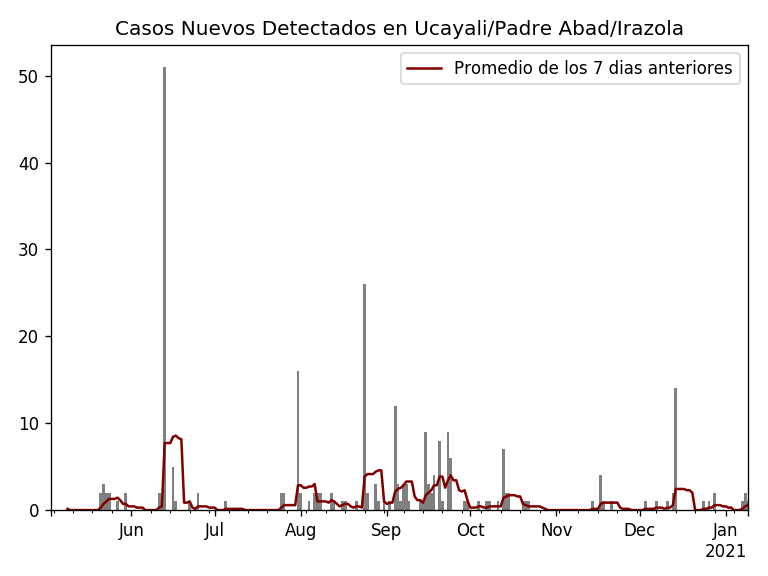 Casos Nuevos Detectados en Ucayali/Padre Abad/Irazola
Promedio de los 7 dias anteriores
50
40
30
20
10
0
Jun Jul Aug Sep Oct Nov Dec Jan
2021